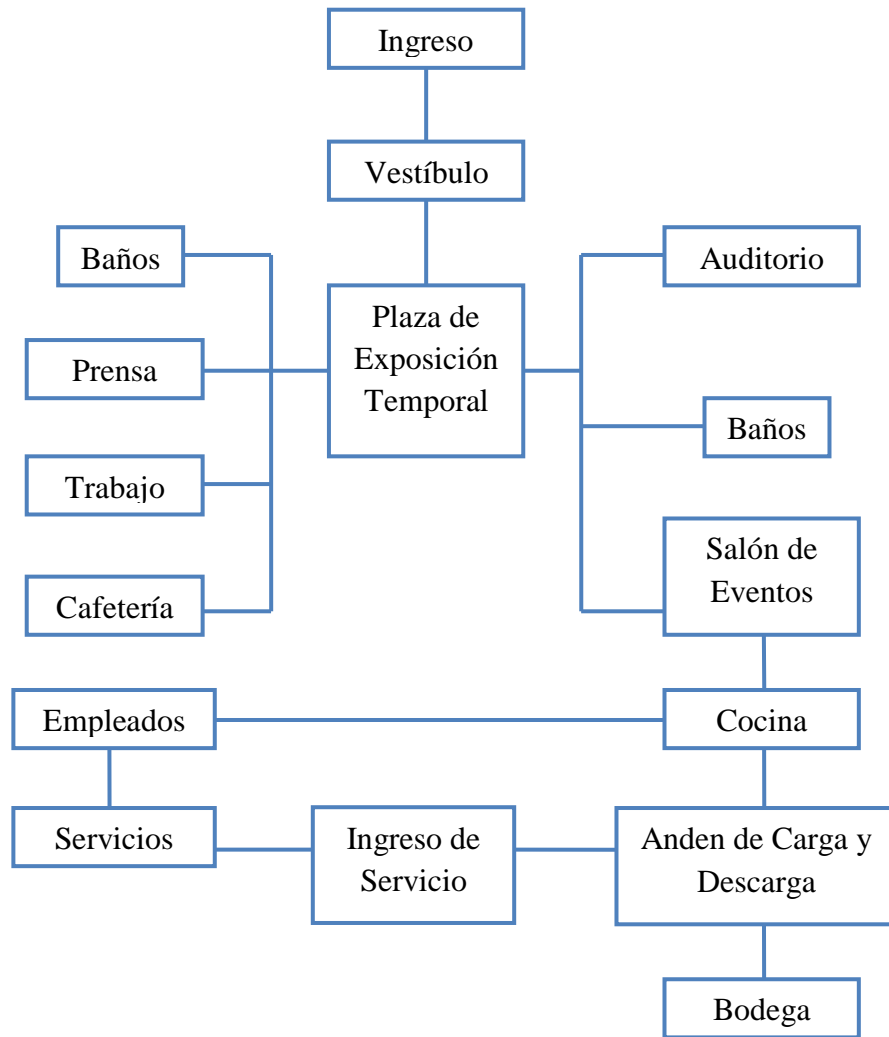 Ingreso
Vestíbulo
Baños
Auditorio
Plaza de
Exposición
Temporal
Prensa
Baños
Trabajo
Salón de
Eventos
Cafetería
Empleados
Cocina
Servicios
Ingreso de
Servicio
Anden de Carga y
Descarga
Bodega